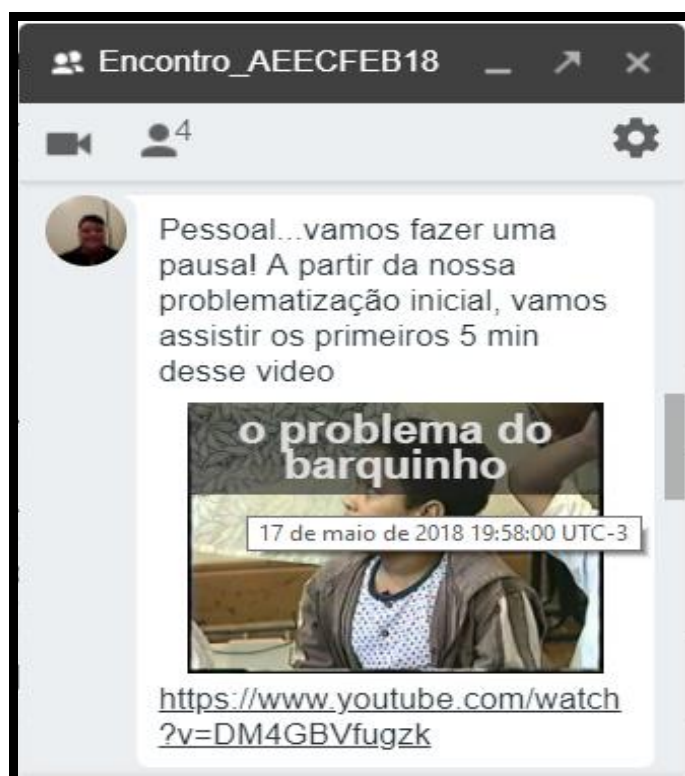 Encontro_AEECFEB18
4
Pessoal...vamos fazer uma
pausa! A partir da nossa
problematização inicial, vamos
assistir os primeiros 5 min
desse video
o problema do
barquinho
17 de maio de 2018 19:58:00 UTC-3
https://www.youtube.com/watch
?v=DM4GBVfugzk